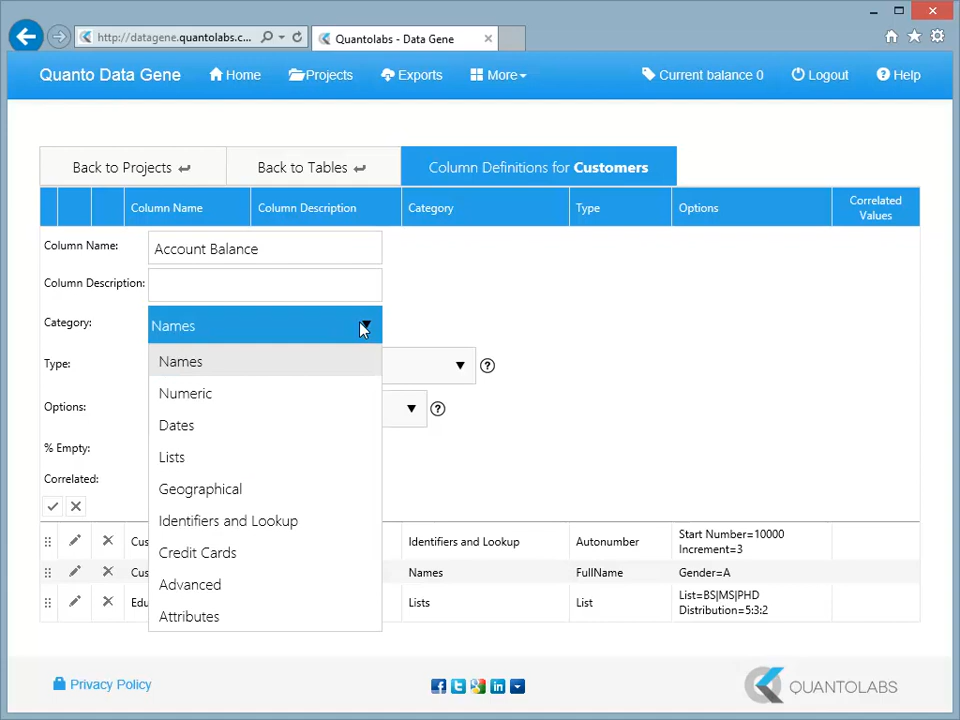 http://datagene.quantolabs.c...
Quantolabs - Data Gene
Quanto Data Gene
Home
Projects
Exports
More
Current balance 0
Logout
Help
Back to Projects
Back to Tables
Column Definitions for Customers
Column Name
Column Description
Category
Type
Options
Correlated
Values
Column Name:
Account Balance
Column Description:
Category:
Names
Type:
Names
Numeric
Options:
Dates
% Empty:
Lists
Correlated:
Geographical
Identifiers and Lookup
Credit Cards
Advanced
Attributes
Cus
Identifiers and Lookup
Autonumber
Start Number=10000
Increment=3
Cus
Names
FullName
Gender=A
Edu
Lists
List
List=BS|MS|PHD
Distribution=5:3:2
Privacy Policy
QUANTOLABS